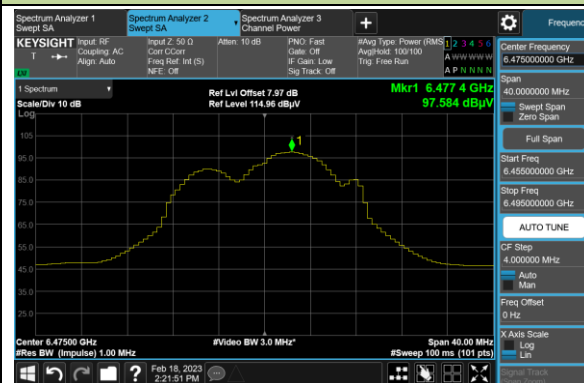 Spectrum Analyzer 1
Swept SA
Spectrum Analyzer 2
Swept SA
Spectrum Analyzer 3
Channel Power
Frequen
KEYSIGHT
T
LNI
Input: RF
Coupling: AC
Align: Auto
Input Z: 50 Ω
Corr CCorr
Freq Ref: Int (S)
NFE: Off
Atten: 10 dB
PNO: Fast
Gate: Off
IF Gain: Low
Sig Track: Off
#Avg Type: Power (RMS
Avg|Hold: 100/100
Trig: Free Run
1 2 3 4 5 6
A W W W W W
A P N N N N
1 Spectrum
Scale/Div 10 dB
Ref Lvl Offset 7.97 dB
Ref Level 114.96 dBµV
Mkr1 6.477 4 GHz
97.584 dBµV
Log
105
95.0
85.0
75.0
65.0
55.0
45.0
35.0
25.0
1
Center 6.47500 GHz
#Res BW (Impulse) 1.00 MHz
#Video BW 3.0 MHz*
Span 40.00 MHz
#Sweep 100 ms (101 pts)
Center Frequency
6.475000000 GHz
Span
40.0000000 MHz
Swept Span
Zero Span
Full Span
Start Freq
6.455000000 GHz
Stop Freq
6.495000000 GHz
AUTO TUNE
CF Step
4.000000 MHz
Auto
Man
Freq Offset
0 Hz
X Axis Scale
Log
Lin
Signal Track
Feb 18, 2023
2:21:51 PM